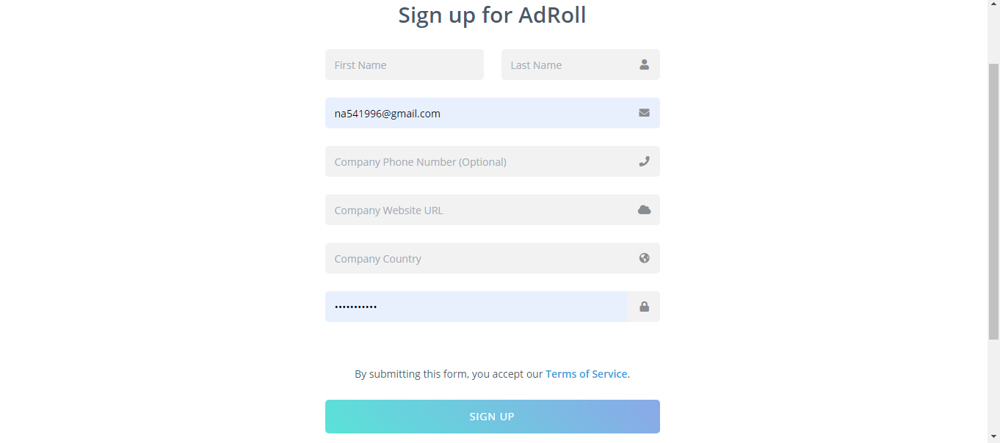 Sign up for AdRoll
First Name
Last Name
na541996@gmail.com
Company Phone Number (Optional)
Company Website URL
Company Country
•••••••••••
By submitting this form, you accept our Terms of Service.
SIGN UP